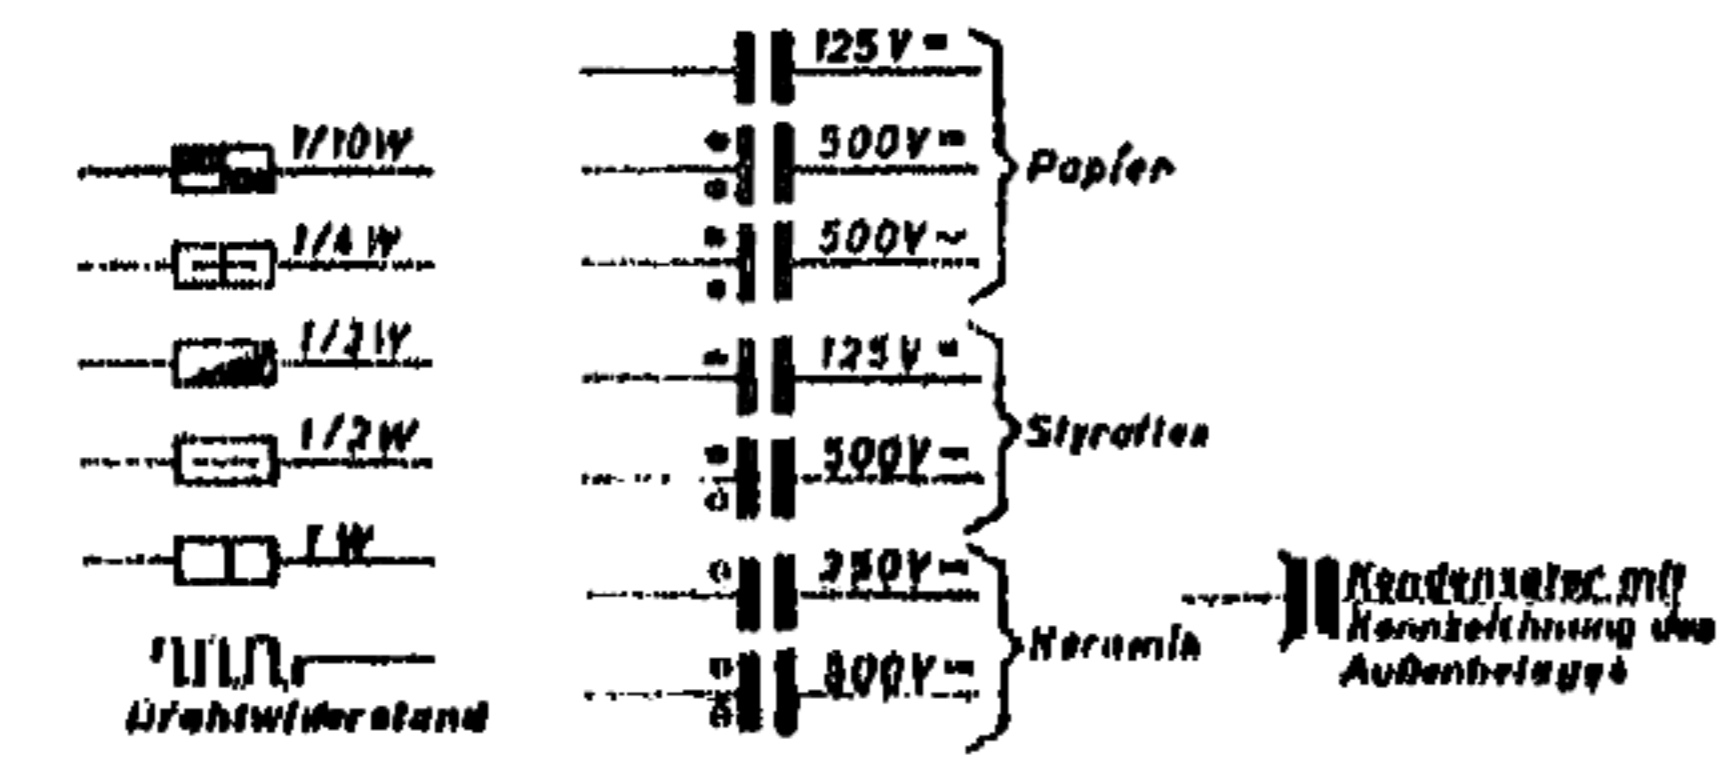 1/10W
1/4W
1/2W
1/2W
1W
Drahtwiderstand
125V=
500V=
500V~
Papier
125V=
500V=
Styroflex
250V=
500V=
Keramik
Kondensator mit
Kennzeichnung des
Außenbelages